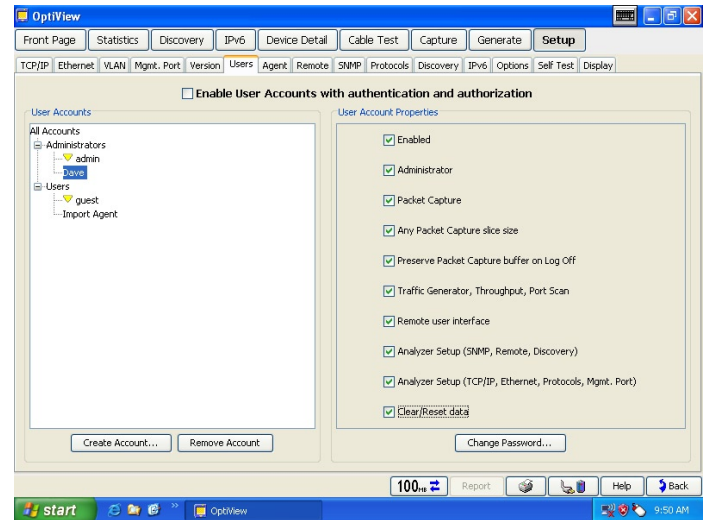 OptiView
Front Page Statistics Discovery IPv6 Device Detail Cable Test Capture Generate Setup
TCP/IP Ethernet VLAN Mgmt. Port Version Users Agent Remote SNMP Protocols Discovery IPv6 Options Self Test Display
Enable User Accounts with authentication and authorization
User Accounts
All Accounts
Administrators
admin
Dave
Users
guest
Import Agent
Create Account... Remove Account
User Account Properties
Enabled
Administrator
Packet Capture
Any Packet Capture slice size
Preserve Packet Capture buffer on Log Off
Traffic Generator, Throughput, Port Scan
Remote user interface
Analyzer Setup (SNMP, Remote, Discovery)
Analyzer Setup (TCP/IP, Ethernet, Protocols, Mgmt. Port)
Clear/Reset data
Change Password...
100 Report Help Back
start OptiView 9:50 AM